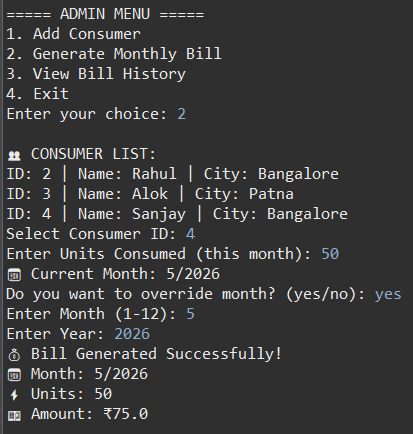 ===== ADMIN MENU =====
1. Add Consumer
2. Generate Monthly Bill
3. View Bill History
4. Exit
Enter your choice: 2
👥 CONSUMER LIST:
ID: 2 | Name: Rahul | City: Bangalore
ID: 3 | Name: Alok | City: Patna
ID: 4 | Name: Sanjay | City: Bangalore
Select Consumer ID: 4
Enter Units Consumed (this month): 50
📅 Current Month: 5/2026
Do you want to override month? (yes/no): yes
Enter Month (1-12): 5
Enter Year: 2026
💰 Bill Generated Successfully!
📅 Month: 5/2026
⚡ Units: 50
💵 Amount: ₹75.0